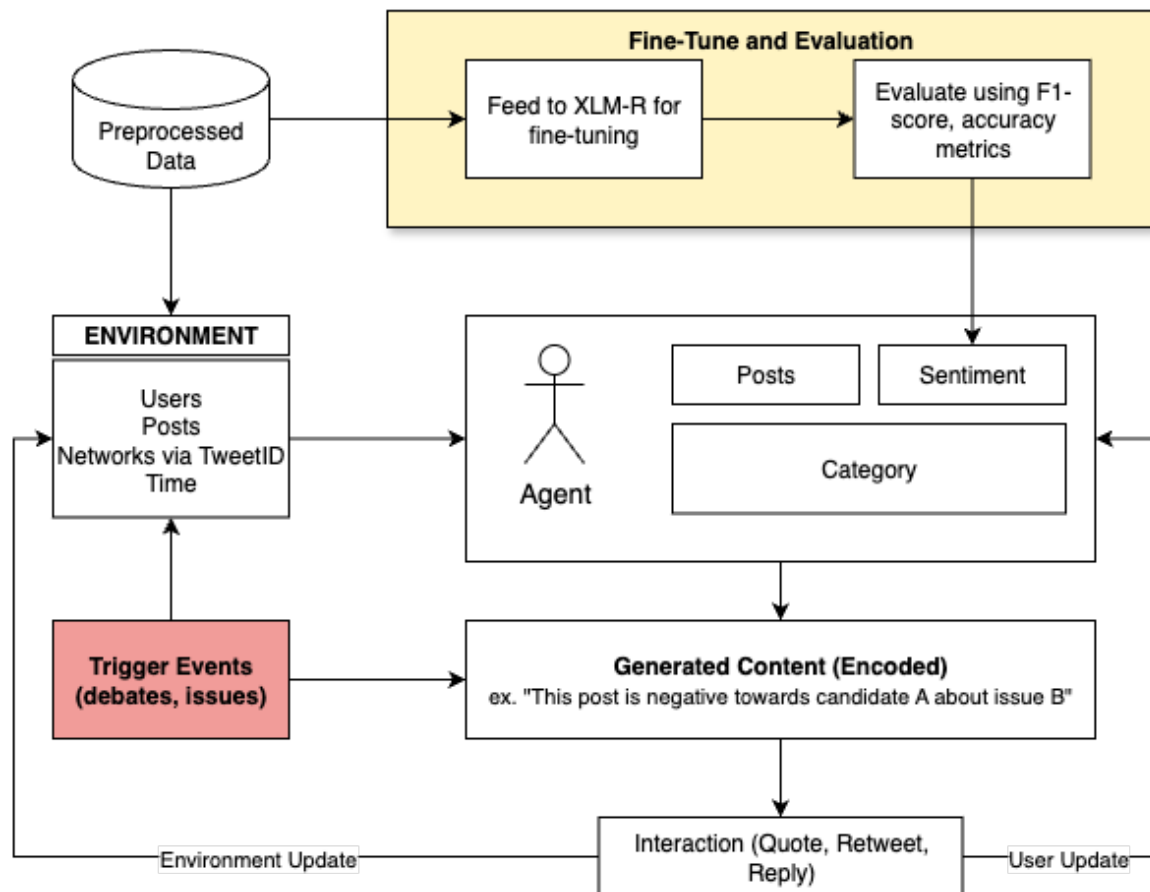 Fine-Tune and Evaluation
Preprocessed
Data
Feed to XLM-R for
fine-tuning
Evaluate using F1-
score, accuracy
metrics
ENVIRONMENT
Users
Posts
Networks via TweetID
Time
Agent
Posts
Sentiment
Category
Trigger Events
(debates, issues)
Generated Content (Encoded)
ex. "This post is negative towards candidate A about issue B"
Interaction (Quote, Retweet,
Reply)
Environment Update
User Update